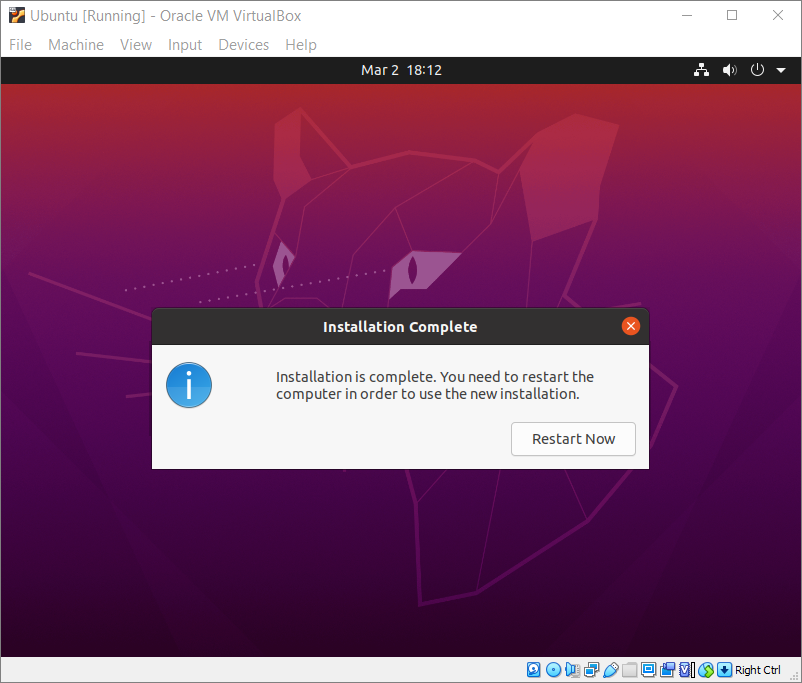 Ubuntu [Running] - Oracle VM VirtualBox
File Machine View Input Devices Help
Mar 2 18:12
Installation Complete
Installation is complete. You need to restart the
computer in order to use the new installation.
Restart Now
Right Ctrl